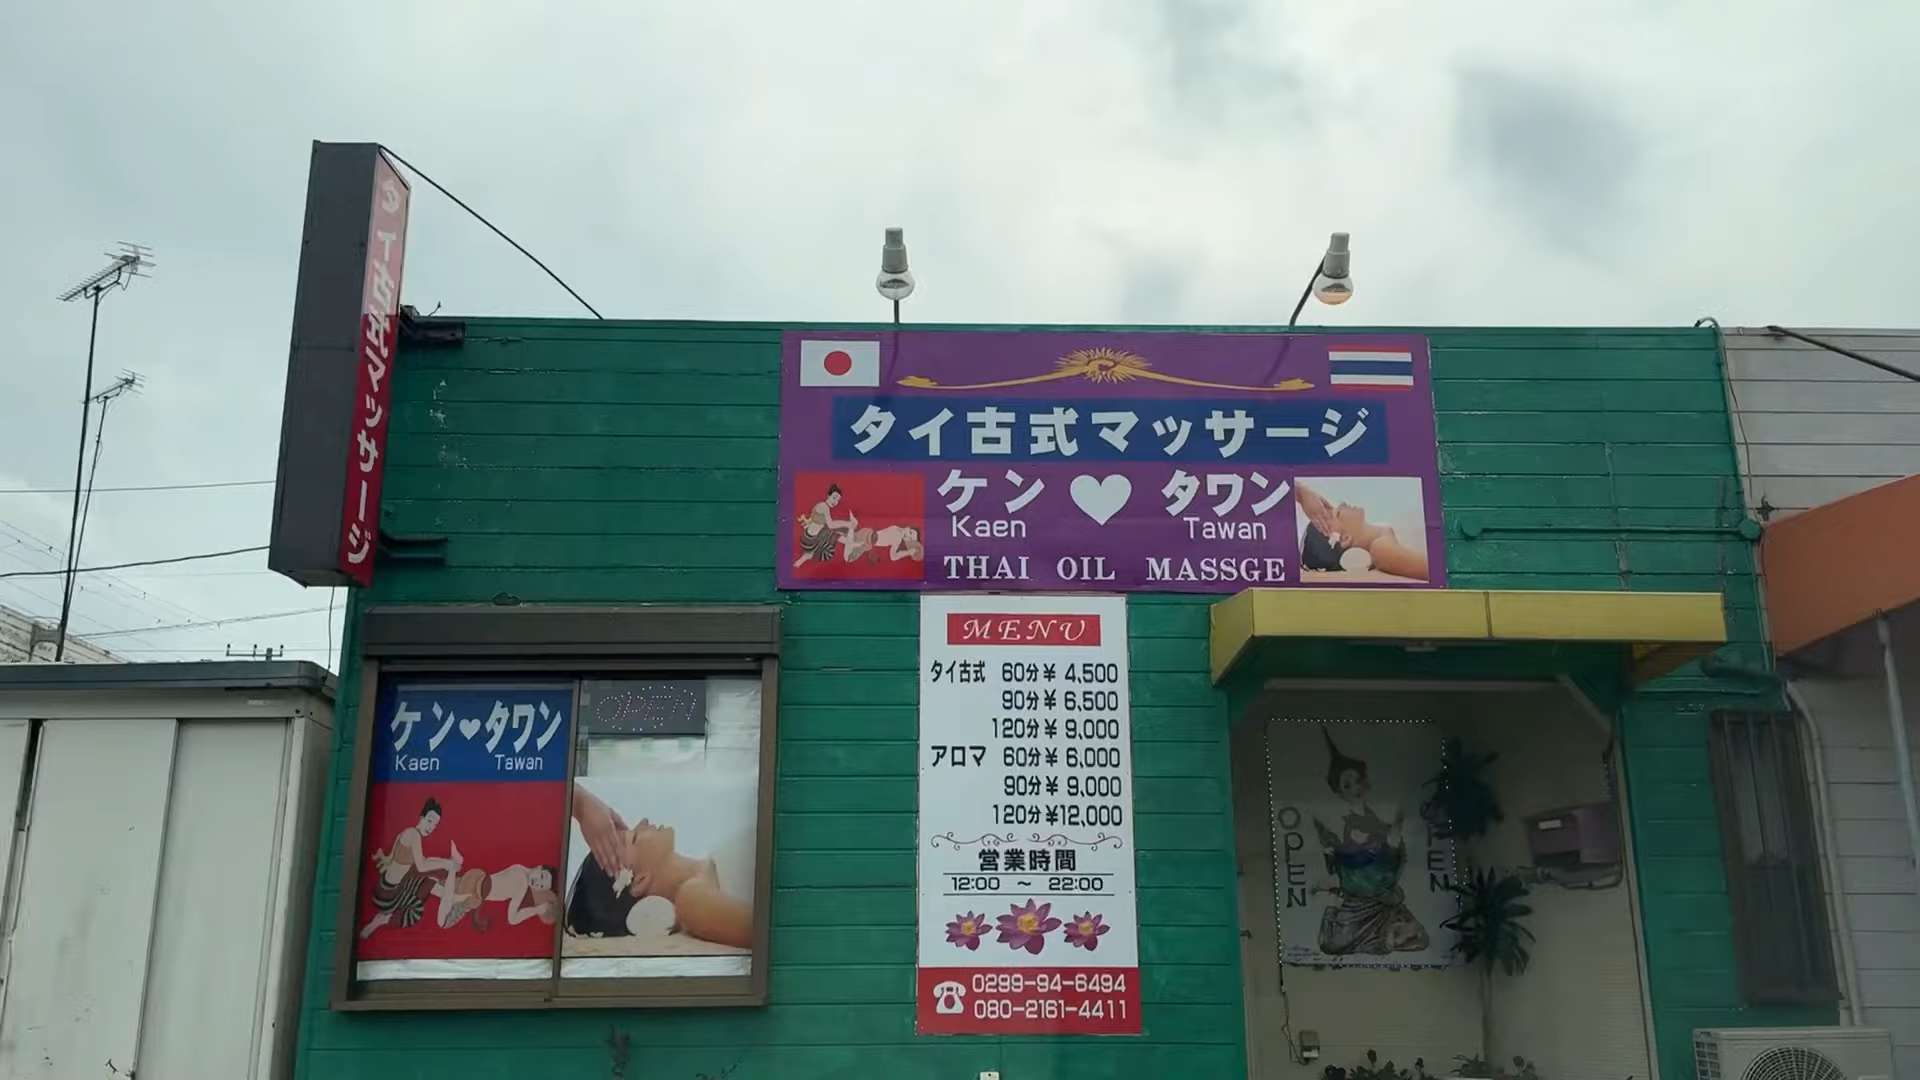 タイ古式マッサージ
タイ古式マッサージ
ケン♥タワン
Kaen Tawan
THAI OIL MASSGE
MENU
タイ古式 60分¥ 4,500
90分¥ 6,500
120分¥ 9,000
アロマ 60分¥ 6,000
90分¥ 9,000
120分¥12,000
営業時間
12:00 ~ 22:00
0299-94-6494
080-2161-4411
ケン♥タワン
Kaen Tawan
OPEN
OPEN
OPEN